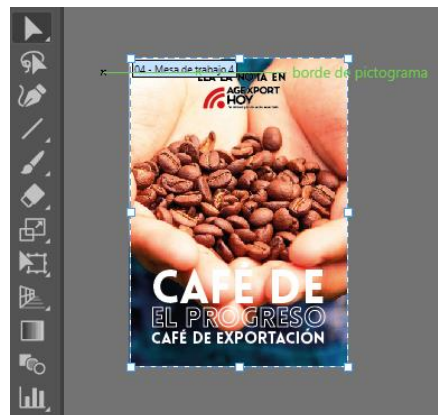 04 - Mesa de trabajo 4
LEA LA NOTA EN
borde de pictograma
AGEXPORT
HOY
CAFÉ DE
EL PROGRESO
CAFÉ DE EXPORTACIÓN